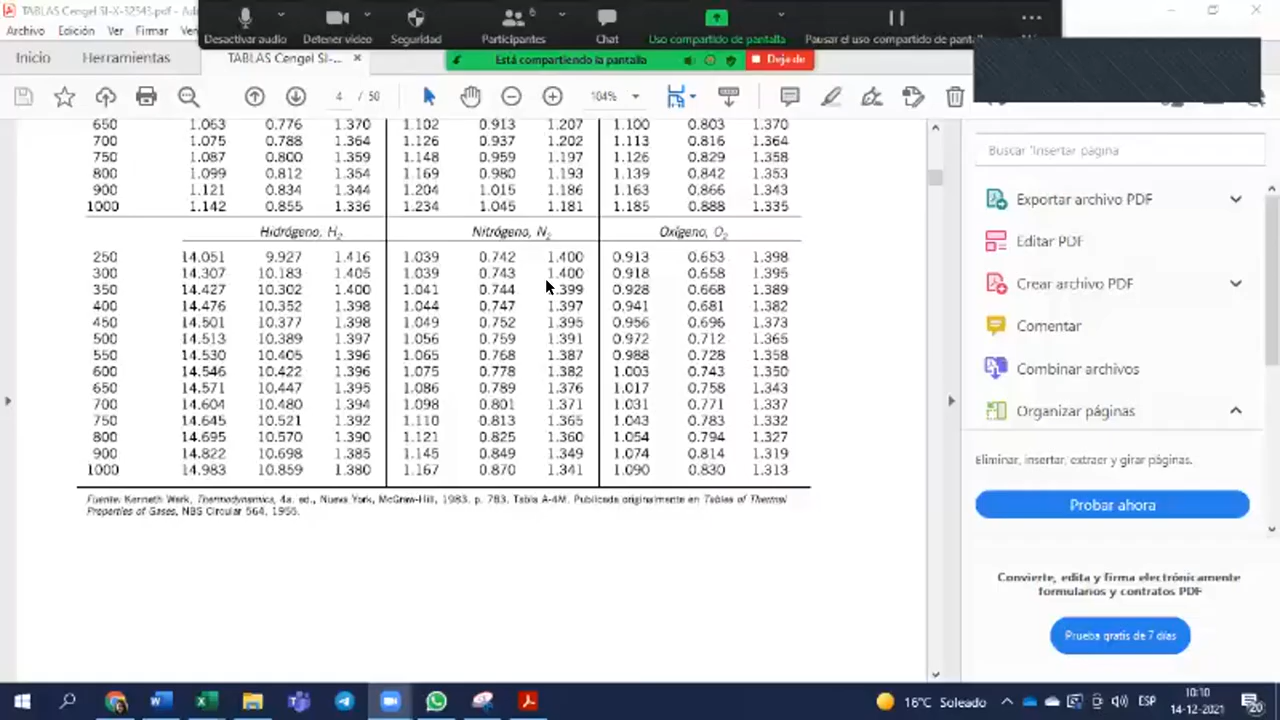 TABLAS Cengel SI-X-32343.pdf - Ado
Archivo Edición Ver Firmar Ven
Desactivar audio Detener video Seguridad Participantes 6 Chat Uso compartido de pantalla Pausar el uso compartido de pantalla
Está compartiendo la pantalla Deja de
Inicio Herramientas TABLAS Cengel SI-... ×
4 / 50 104%
650 1.063 0.776 1.370 1.102 0.913 1.207 1.100 0.803 1.370
700 1.075 0.788 1.364 1.126 0.937 1.202 1.113 0.816 1.364
750 1.087 0.800 1.359 1.148 0.959 1.197 1.126 0.829 1.358
800 1.099 0.812 1.354 1.169 0.980 1.193 1.139 0.842 1.353
900 1.121 0.834 1.344 1.204 1.015 1.186 1.163 0.866 1.343
1000 1.142 0.855 1.336 1.234 1.045 1.181 1.185 0.888 1.335
Hidrógeno, H₂ Nitrógeno, N₂ Oxígeno, O₂
250 14.051 9.927 1.416 1.039 0.742 1.400 0.913 0.653 1.398
300 14.307 10.183 1.405 1.039 0.743 1.400 0.918 0.658 1.395
350 14.427 10.302 1.400 1.041 0.744 1.399 0.928 0.668 1.389
400 14.476 10.352 1.398 1.044 0.747 1.397 0.941 0.681 1.382
450 14.501 10.377 1.398 1.049 0.752 1.395 0.956 0.696 1.373
500 14.513 10.389 1.397 1.056 0.759 1.391 0.972 0.712 1.365
550 14.530 10.405 1.396 1.065 0.768 1.387 0.988 0.728 1.358
600 14.546 10.422 1.396 1.075 0.778 1.382 1.003 0.743 1.350
650 14.571 10.447 1.395 1.086 0.789 1.376 1.017 0.758 1.343
700 14.604 10.480 1.394 1.098 0.801 1.371 1.031 0.771 1.337
750 14.645 10.521 1.392 1.110 0.813 1.365 1.043 0.783 1.332
800 14.695 10.570 1.390 1.121 0.825 1.360 1.054 0.794 1.327
900 14.822 10.698 1.385 1.145 0.849 1.349 1.074 0.814 1.319
1000 14.983 10.859 1.380 1.167 0.870 1.341 1.090 0.830 1.313
Fuente: Kenneth Wark, Thermodynamics, 4a. ed., Nueva York, McGraw-Hill, 1983. p. 783, Tabla A-4M. Publicada originalmente en Tables of Thermal
Properties of Gases, NBS Circular 564, 1955.
Buscar 'Insertar página
Exportar archivo PDF
Editar PDF
Crear archivo PDF
Comentar
Combinar archivos
Organizar páginas
Eliminar, insertar, extraer y girar páginas.
Probar ahora
Convierte, edita y firma electrónicamente
formularios y contratos PDF
Prueba gratis de 7 días
16°C Soleado ESP 10:10
14-12-2021 20